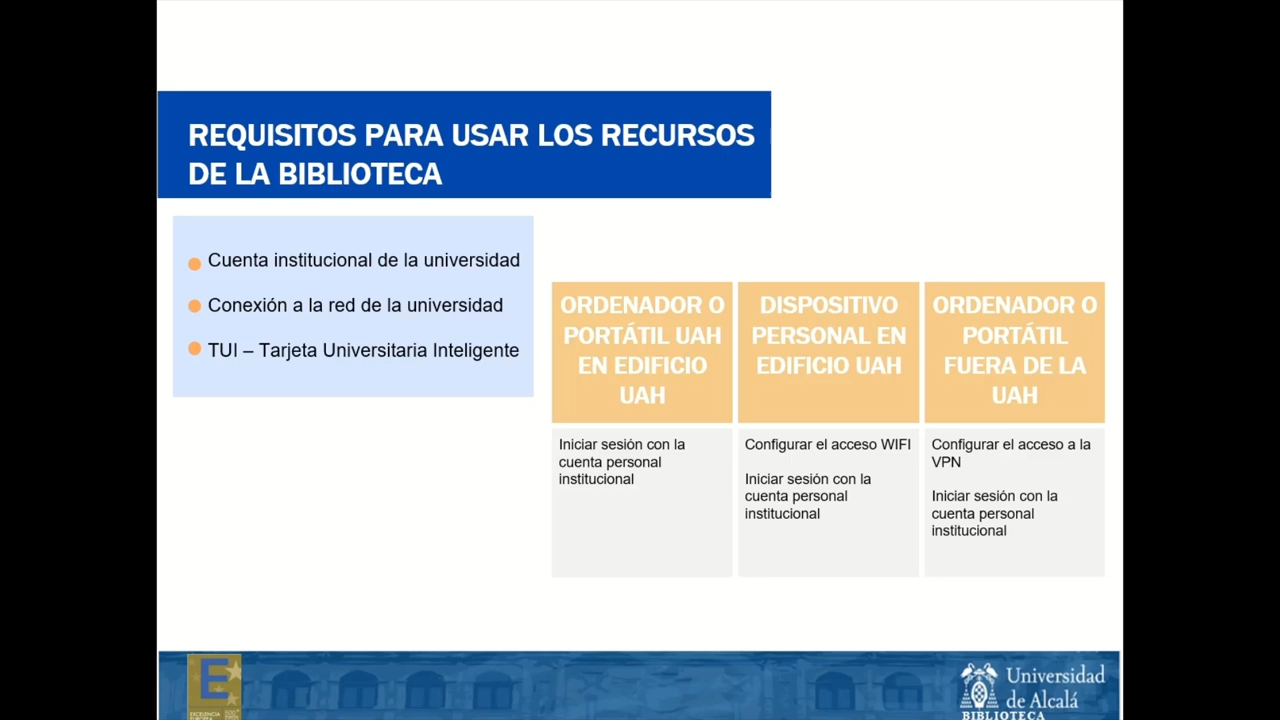 REQUISITOS PARA USAR LOS RECURSOS
DE LA BIBLIOTECA
Cuenta institucional de la universidad
Conexión a la red de la universidad
TUI – Tarjeta Universitaria Inteligente
ORDENADOR O
PORTÁTIL UAH
EN EDIFICIO
UAH
Iniciar sesión con la
cuenta personal
institucional
DISPOSITIVO
PERSONAL EN
EDIFICIO UAH
Configurar el acceso WIFI
Iniciar sesión con la
cuenta personal
institucional
ORDENADOR O
PORTÁTIL
FUERA DE LA
UAH
Configurar el acceso a la
VPN
Iniciar sesión con la
cuenta personal
institucional
E
EXCELENCIA
Universidad
de Alcalá
BIBLIOTECA